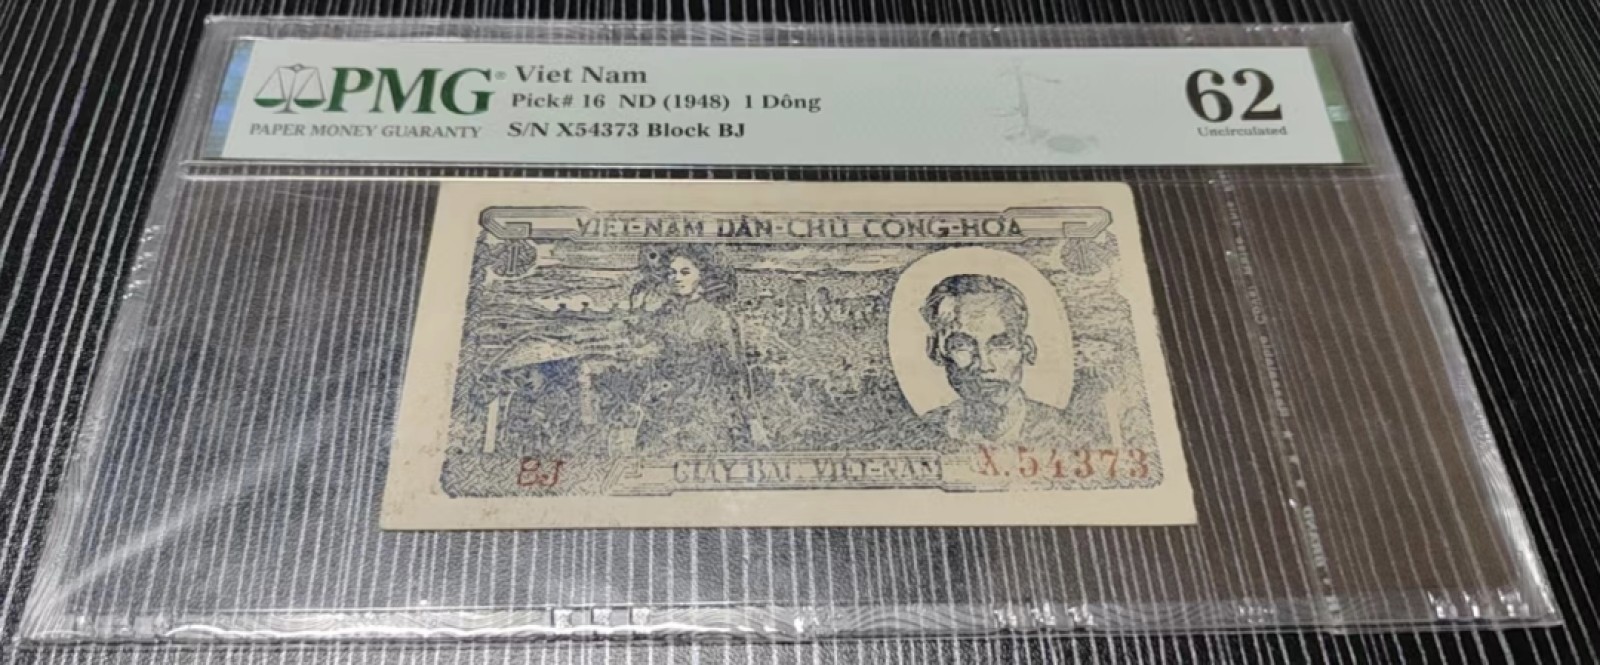 PMG®
PAPER MONEY GUARANTY
Viet Nam
Pick# 16 ND (1948) 1 Dông
S/N X54373 Block BJ
62
Uncirculated
VIỆT-NAM DÂN-CHỦ CỘNG-HÒA
BJ
GIẤY BẠC VIỆT-NAM
X.54373